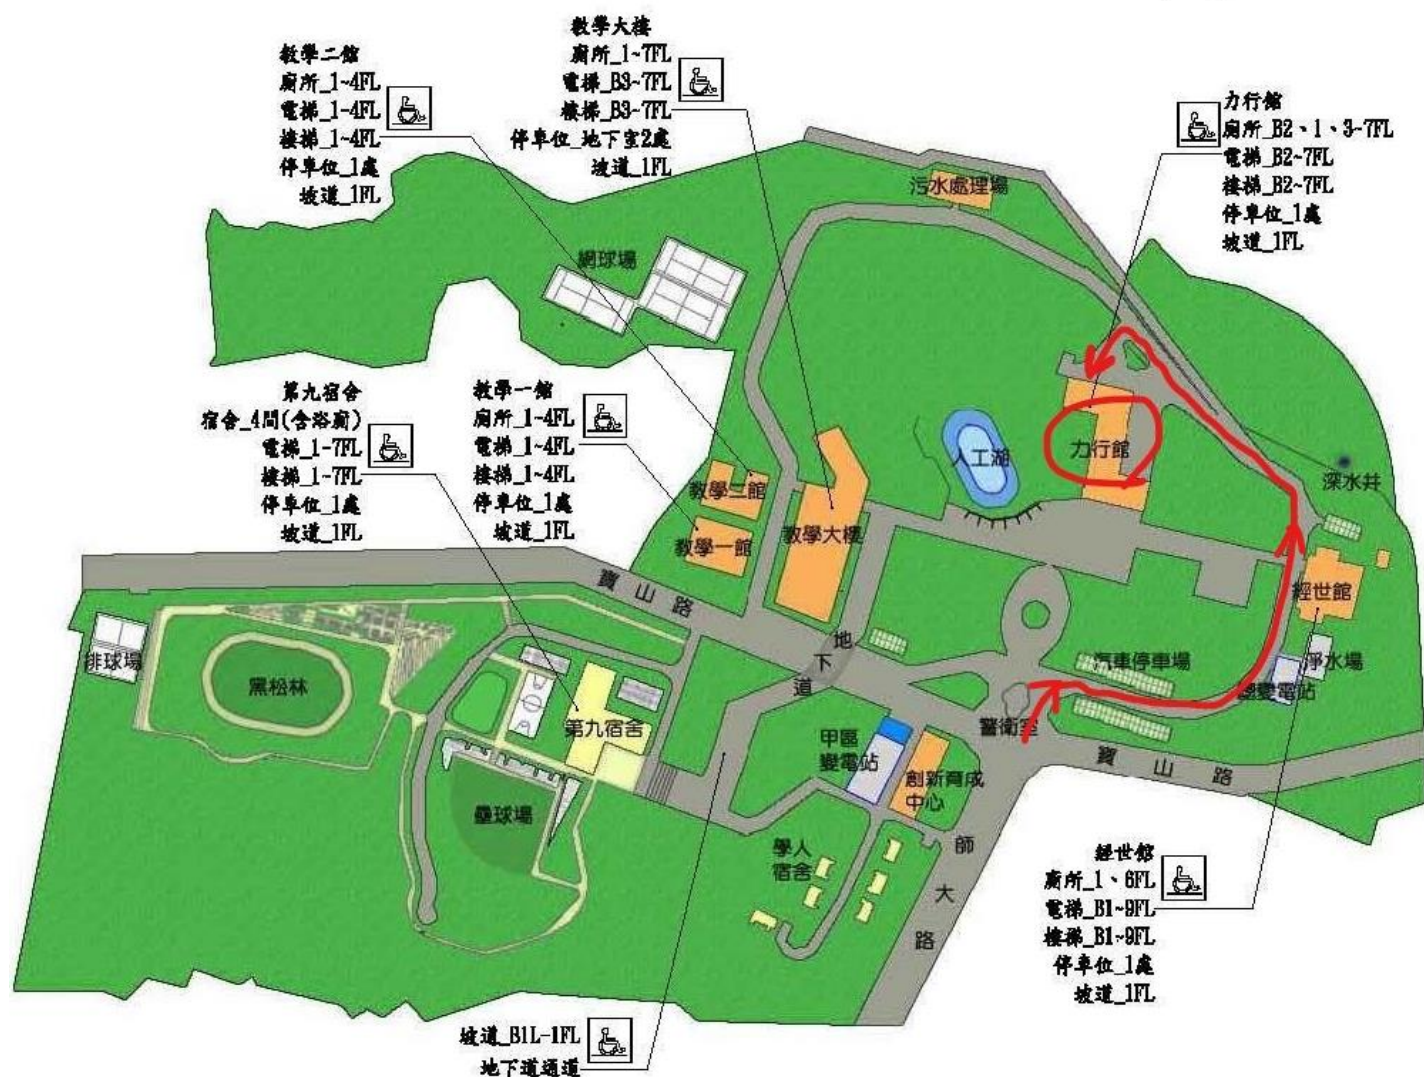 教學大樓
廁所_1~7FL
電梯_B3~7FL
樓梯_B3~7FL
停車位_地下室2處
坡道_1FL
教學二館
廁所_1~4FL
電梯_1~4FL
樓梯_1~4FL
停車位_1處
坡道_1FL
力行館
廁所_B2、1、3~7FL
電梯_B2~7FL
樓梯_B2~7FL
停車位_1處
坡道_1FL
污水處理場
網球場
第九宿舍
宿舍_4間(含浴廁)
電梯_1~7FL
樓梯_1~7FL
停車位_1處
坡道_1FL
教學一館
廁所_1~4FL
電梯_1~4FL
樓梯_1~4FL
停車位_1處
坡道_1FL
人工湖
力行館
深水井
教學二館
教學一館
教學大樓
經世館
寶山路
地下道
排球場
黑松林
汽車停車場
淨水場
總變電站
第九宿舍
警衛室
甲區
變電站
創新育成
中心
寶山路
壘球場
學人
宿舍
師大路
經世館
廁所_1、6FL
電梯_B1~9FL
樓梯_B1~9FL
停車位_1處
坡道_1FL
坡道_B1L-1FL
地下道通道